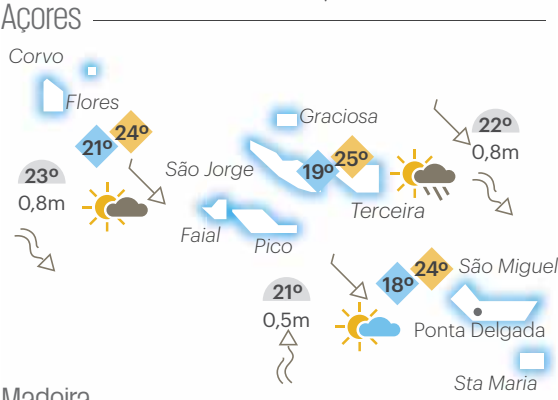 Açores
Corvo
Flores
21º 24º
23º
0,8m
Graciosa
São Jorge
19º 25º
Terceira
22º
0,8m
Faial
Pico
18º 24º
São Miguel
21º
0,5m
Ponta Delgada
Sta Maria
Madeira